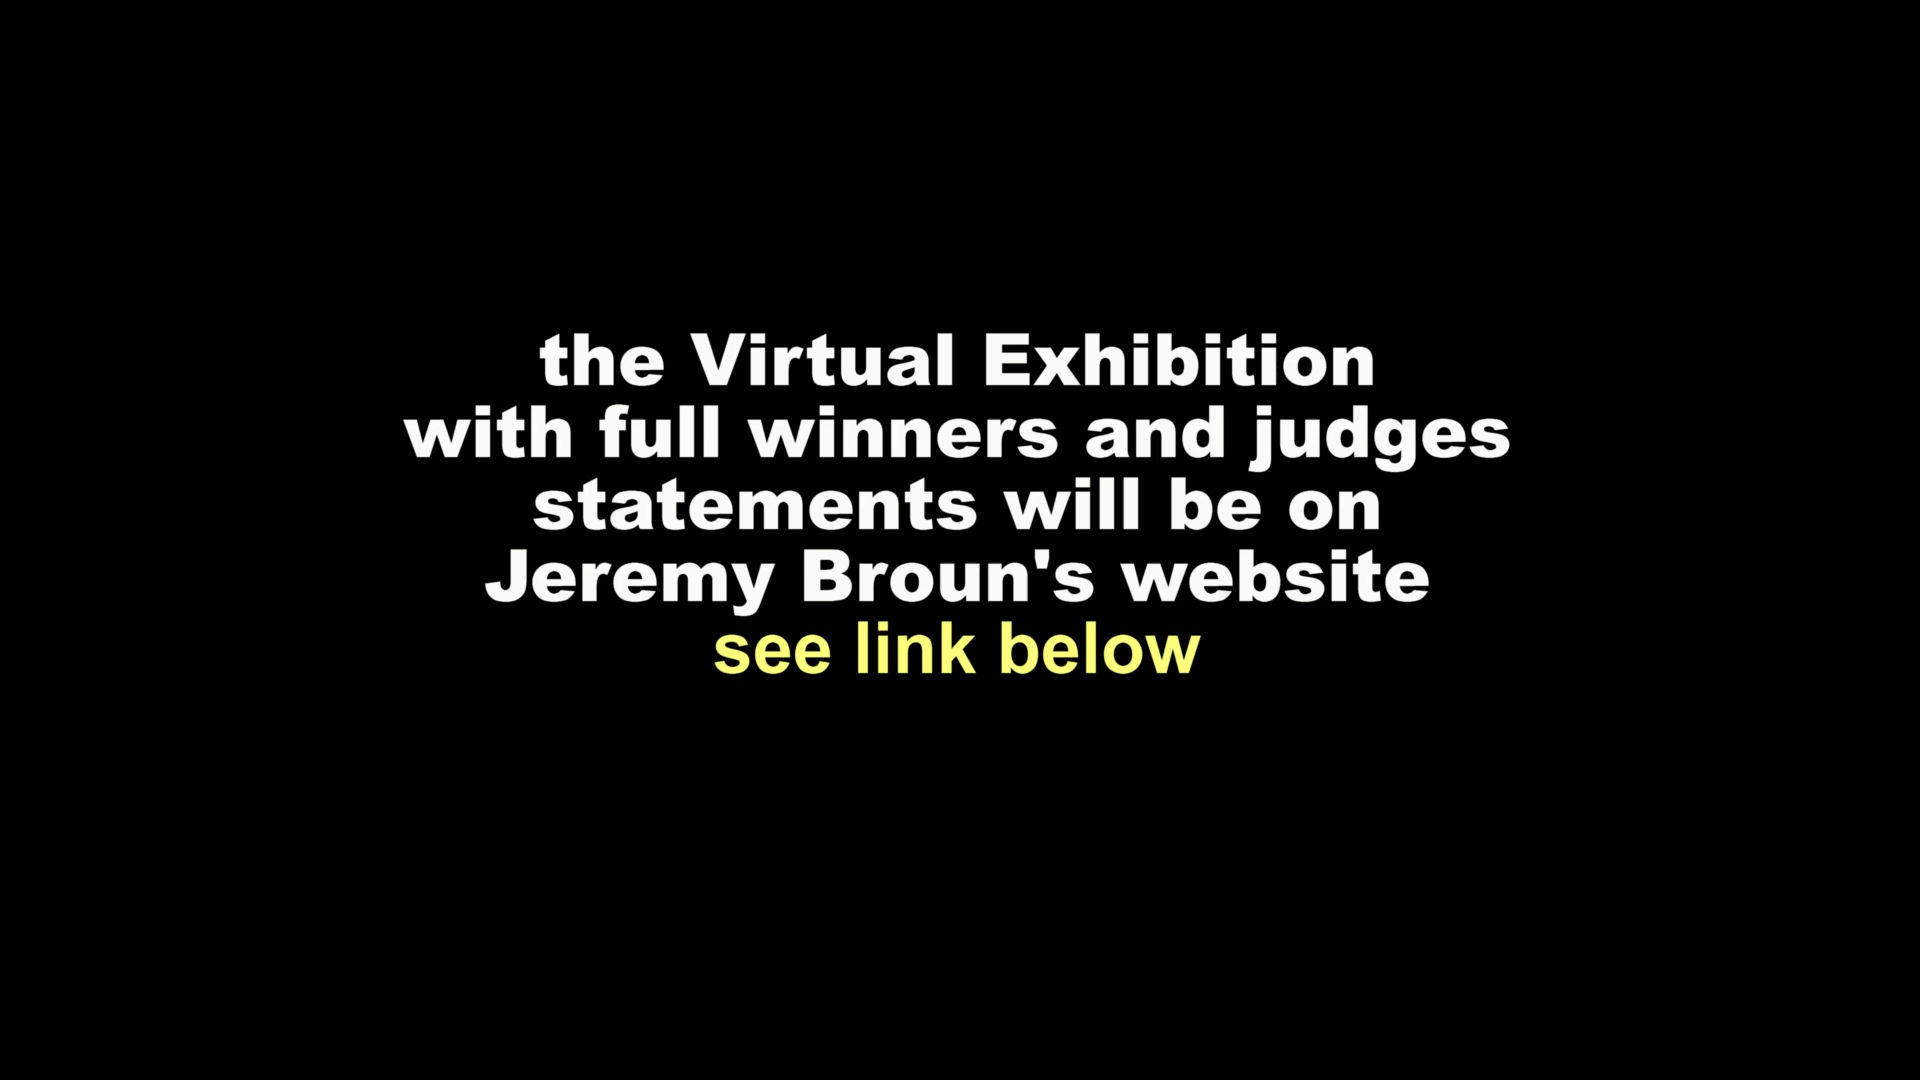 the Virtual Exhibition
with full winners and judges
statements will be on
Jeremy Broun's website
see link below